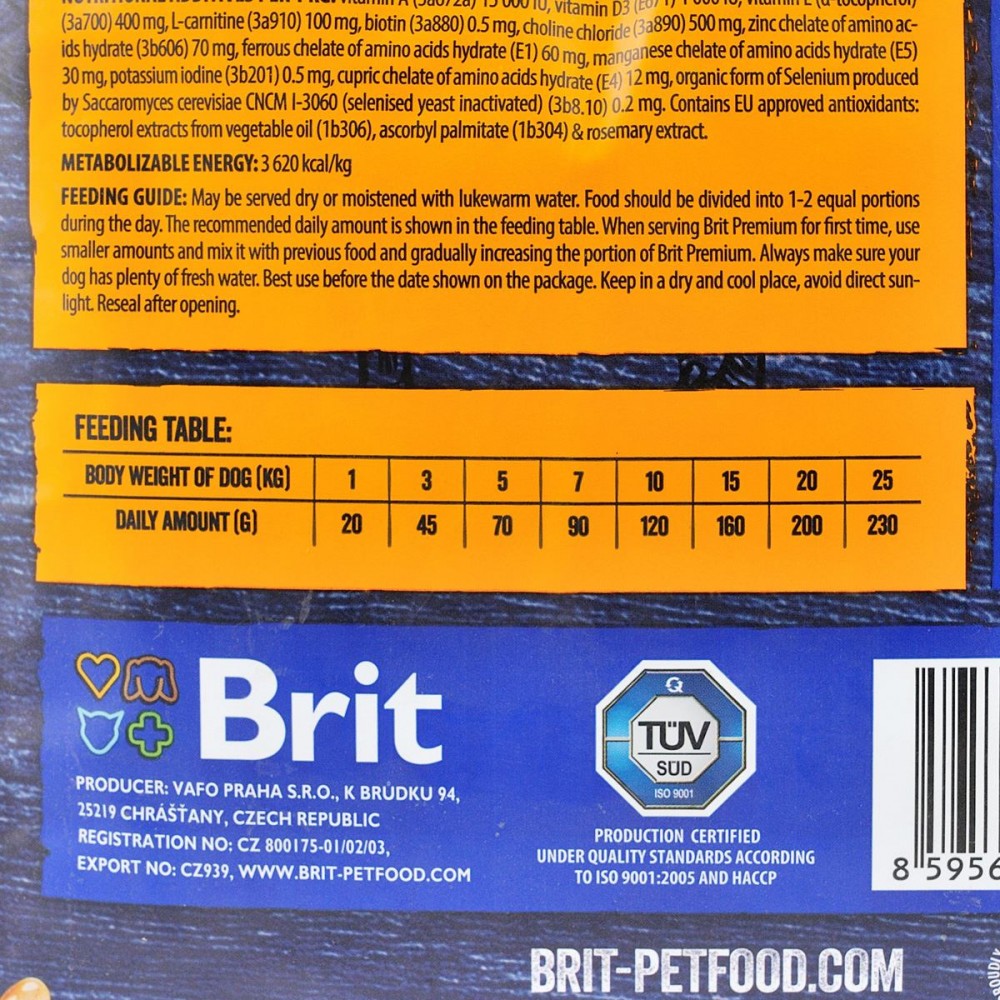 (3a700) 400 mg, L-carnitine (3a910) 100 mg, biotin (3a880) 0.5 mg, choline chloride (3a890) 500 mg, zinc chelate of amino ac-
ids hydrate (3b606) 70 mg, ferrous chelate of amino acids hydrate (E1) 60 mg, manganese chelate of amino acids hydrate (E5)
30 mg, potassium iodine (3b201) 0.5 mg, cupric chelate of amino acids hydrate (E4) 12 mg, organic form of Selenium produced
by Saccaromyces cerevisiae CNCM I-3060 (selenised yeast inactivated) (3b8.10) 0.2 mg. Contains EU approved antioxidants:
tocopherol extracts from vegetable oil (1b306), ascorbyl palmitate (1b304) & rosemary extract.
METABOLIZABLE ENERGY: 3 620 kcal/kg
FEEDING GUIDE: May be served dry or moistened with lukewarm water. Food should be divided into 1-2 equal portions
during the day. The recommended daily amount is shown in the feeding table. When serving Brit Premium for first time, use
smaller amounts and mix it with previous food and gradually increasing the portion of Brit Premium. Always make sure your
dog has plenty of fresh water. Best use before the date shown on the package. Keep in a dry and cool place, avoid direct sun-
light. Reseal after opening.
FEEDING TABLE:
BODY WEIGHT OF DOG (KG) 1 3 5 7 10 15 20 25
DAILY AMOUNT (G) 20 45 70 90 120 160 200 230
Brit
PRODUCER: VAFO PRAHA S.R.O., K BRŮDKU 94,
25219 CHRÁŠŤANY, CZECH REPUBLIC
REGISTRATION NO: CZ 800175-01/02/03,
EXPORT NO: CZ939, WWW.BRIT-PETFOOD.COM
TÜV
SÜD
ISO 9001
PRODUCTION CERTIFIED
UNDER QUALITY STANDARDS ACCORDING
TO ISO 9001:2005 AND HACCP
8 5956
BRIT-PETFOOD.COM